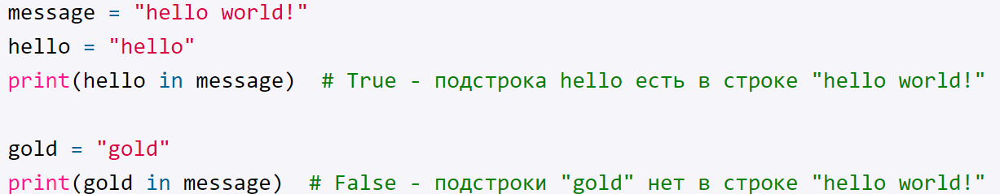 message = "hello world!"
hello = "hello"
print(hello in message)  # True - подстрока hello есть в строке "hello world!"
gold = "gold"
print(gold in message)  # False - подстроки "gold" нет в строке "hello world!"